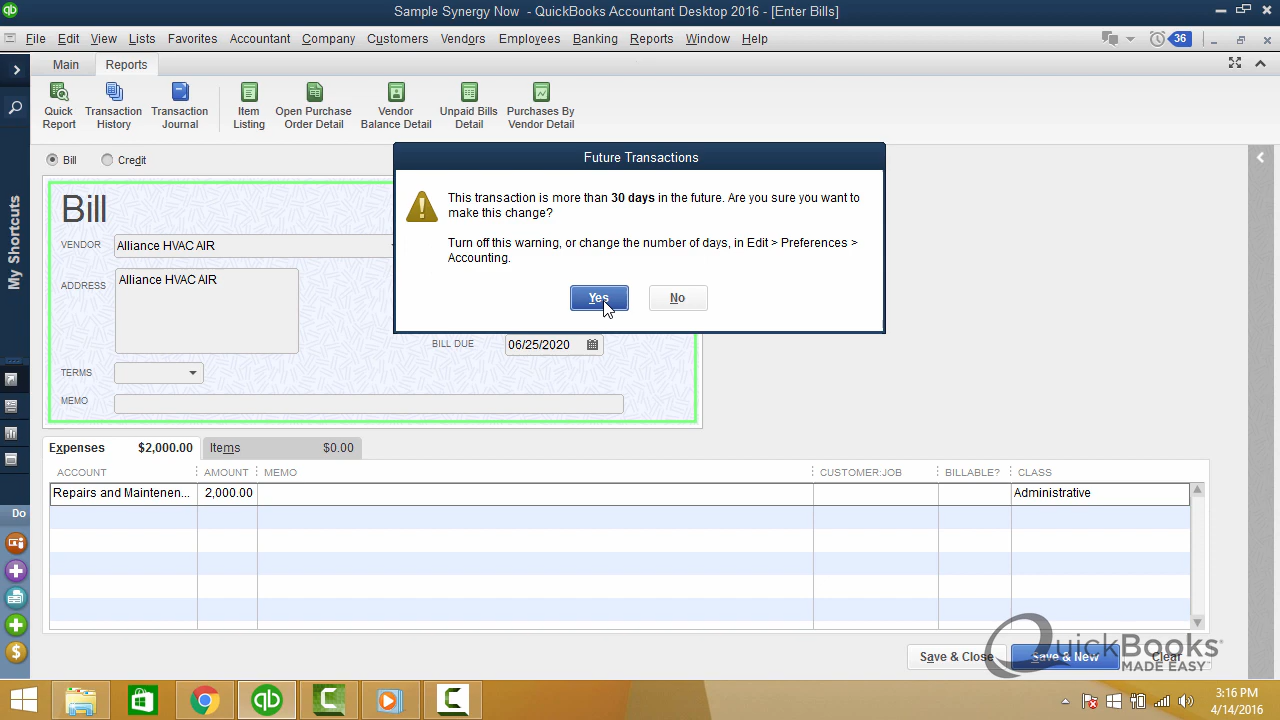 Sample Synergy Now - QuickBooks Accountant Desktop 2016 - [Enter Bills]
File Edit View Lists Favorites Accountant Company Customers Vendors Employees Banking Reports Window Help 36
Main Reports
Quick Report
Transaction History
Transaction Journal
Item Listing
Open Purchase Order Detail
Vendor Balance Detail
Unpaid Bills Detail
Purchases By Vendor Detail
My Shortcuts
Do
Bill Credit
Bill
VENDOR Alliance HVAC AIR
ADDRESS Alliance HVAC AIR
BILL DUE 06/25/2020
TERMS
MEMO
Future Transactions
This transaction is more than 30 days in the future. Are you sure you want to
make this change?
Turn off this warning, or change the number of days, in Edit > Preferences >
Accounting.
Yes No
Expenses $2,000.00 Items $0.00
ACCOUNT AMOUNT MEMO CUSTOMER:JOB BILLABLE? CLASS
Repairs and Maintenen... 2,000.00 Administrative
Save & Close Save & New Clear
QuickBooks
MADE EASY
3:16 PM
4/14/2016